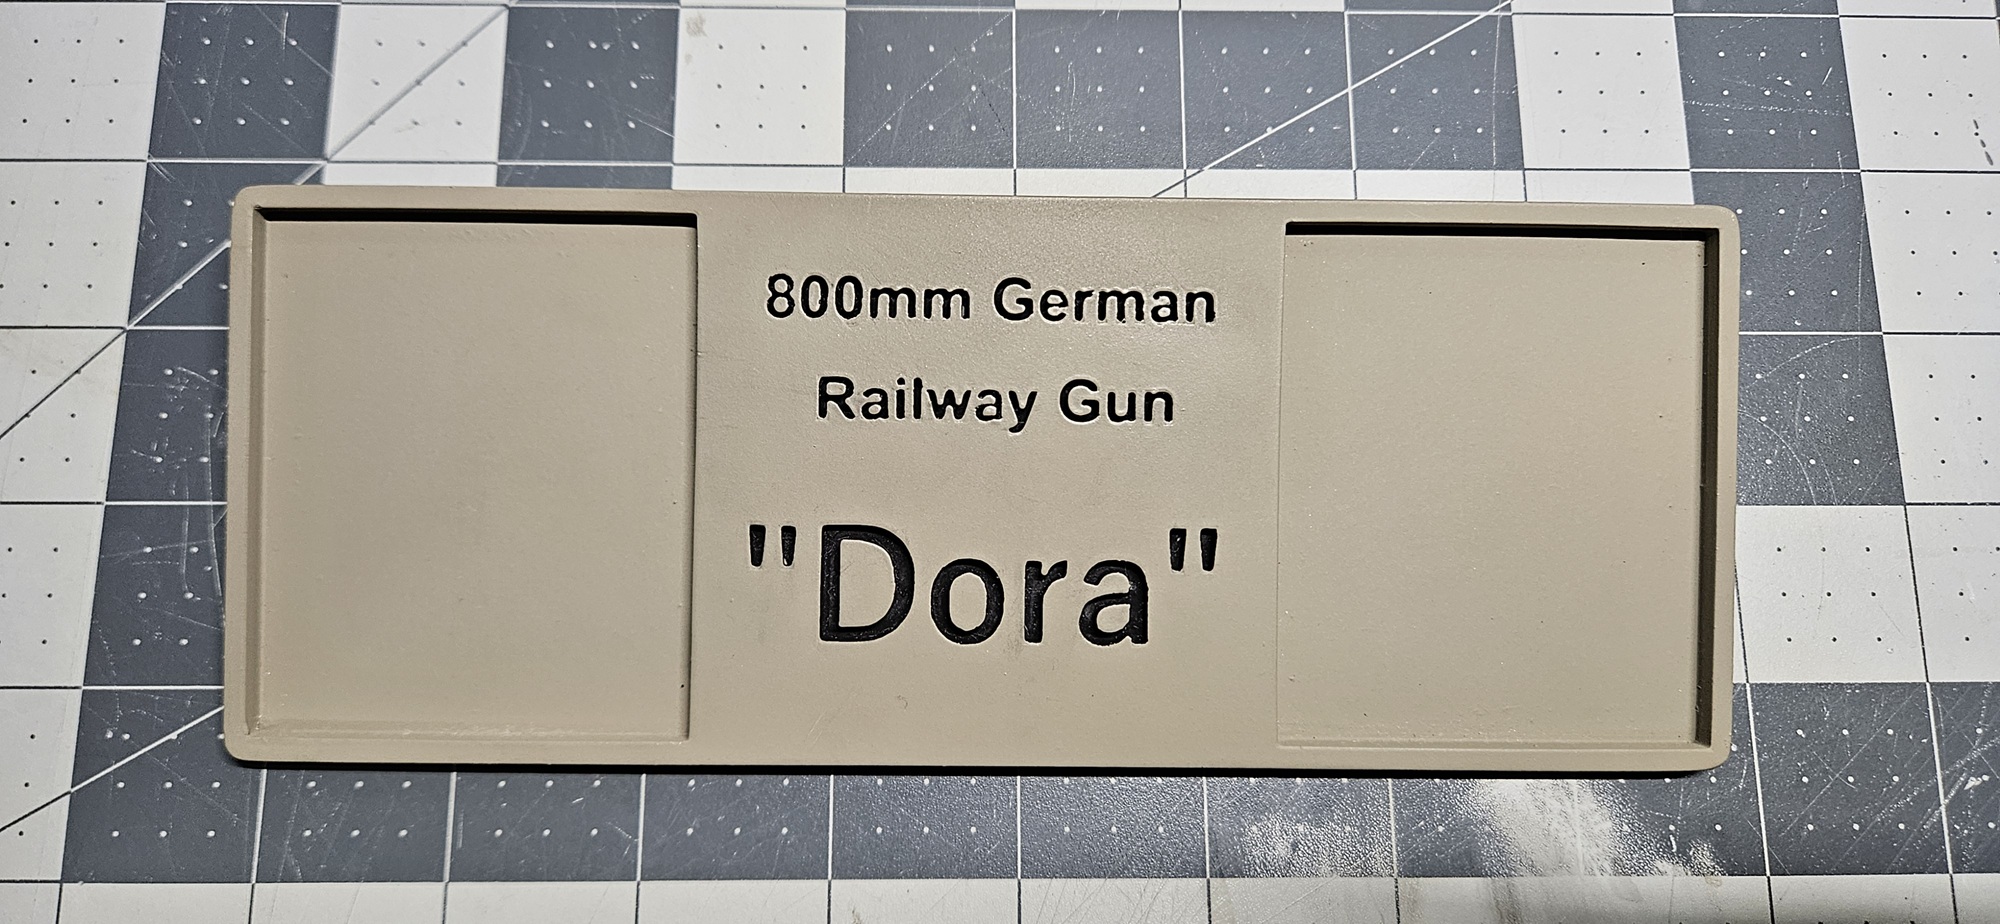 800mm German
Railway Gun
"Dora"